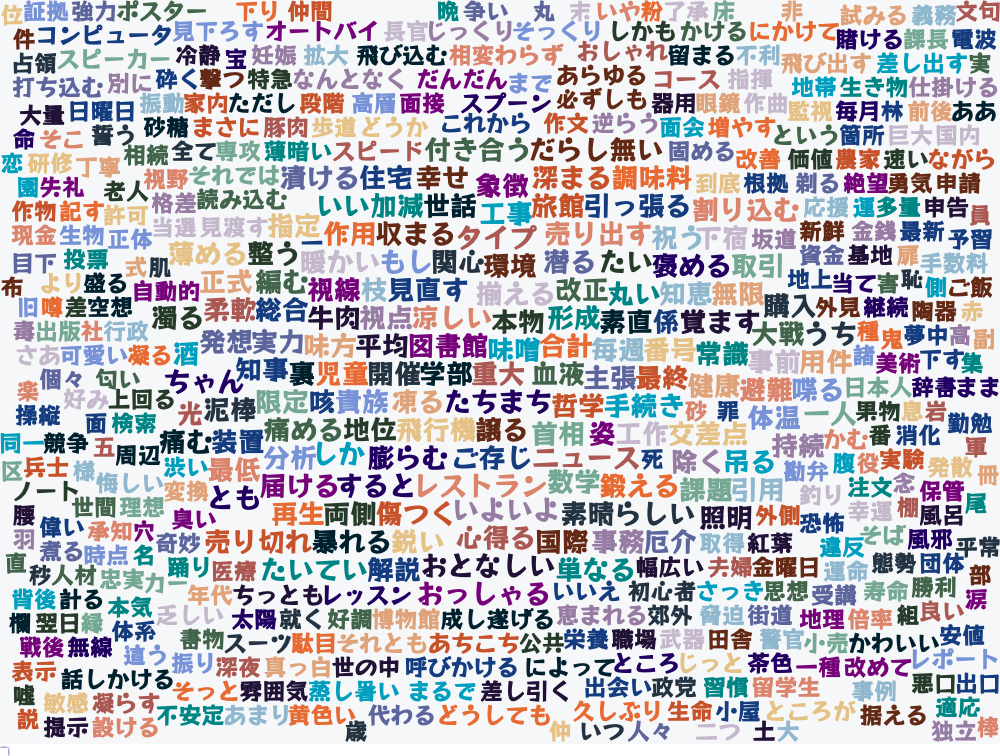 位 証拠 強力 ポスター 下り 仲間 晩 争い 丸 末 いや 粉 了承 床 非 試みる 義務 文句
件 コンピュータ 見下ろす オートバイ 長官 じっくり そっくり しかも かける にかけて 賭ける 課長 電波
占領 スピーカー 冷静 宝 妊娠 拡大 飛び込む 相変わらず おしゃれ 留まる 不利 飛び出す 差し出す 実
打ち込む 別に 砕く 撃つ 特急 なんとなく だんだん まで あらゆる コース 指揮 地帯 生き物 仕掛ける
大量 日曜日 振動 家内 ただし 段階 高層 面接 スプーン 必ずしも 器用 眼鏡 作曲 監視 毎月 林 前後 ああ
命 そこ 誓う 砂糖 まさに 豚肉 歩道 どうか これから 作文 逆らう 面会 増やす という 箇所 巨大 国内
恋 研修 丁寧 相続 全て 専攻 薄暗い スピード 付き合う だらし無い 固める 改善 価値 農家 速い ながら
園 失礼 老人 視野 それでは 漬ける 住宅 幸せ 象徴 深まる 調味料 到底 根拠 剃る 絶望 勇気 申請
作物 記す 許可 格差 読み込む いい加減 世話 工事 旅館 引っ張る 割り込む 応援 運 多量 申告 員
現金 生物 正体 当選 見渡す 指定 一 作用 収まる タイプ 売り出す 祝う 下宿 坂道 新鮮 金銭 最新 予習
目下 投票 式 肌 薄める 整う 暖かい もし 関心 環境 潜る たい 褒める 取引 資金 基地 扉 手数料
布 より 盛る 自動的 正式 編む 視線 枝 見直す 揃える 改正 丸い 知恵 無限 地上 当て 害 恥 側 ご飯
旧 噂 差 空想 濁る 柔軟 総合 牛肉 視点 涼しい 本物 形成 素直 係 覚ます 購入 外見 継続 陶器 赤
毒 出版社 行政 発想 実力 味方 平均 図書館 味噌 合計 毎週 番号 常識 大戦 うち 種 鬼 夢中 高 副
さあ 可愛い 凝る 酒 知事 裏 児童 開催 学部 重大 血液 主張 最終 事前 用件 諸 美術 下す 集
楽 個々 匂い ちゃん 健康 避難 喋る 日本人 辞書 まま
好み 上回る 光 泥棒 限定 咳 貴族 凍る たちまち 哲学 手続き 砂 罪 体温 一人 男 物 息 岩
操縦 面 検索 痛める 地位 飛行機 譲る 首相 姿 工作 交差点 勤勉
同一 競争 五 周辺 痛む 装置 分析 しか 膨らむ ご存じ ニュース 死 除く 吊る 持続 かむ 番 消化 軍
区 兵士 様 悔しい 渋い 最低 勘弁 腹 役 実験 発散 冊
ノート 世間 理想 変換 とも 届ける すると レストラン 数学 鍛える 課題 引用 釣り 注文 念 保管 尾
腰 偉い 承知 穴 臭い 再生 両側 傷つく いよいよ 素晴らしい 照明 外側 恐怖 幸運 棚 風呂
羽 煮る 時点 名 奇妙 売り切れ 暴れる 鋭い 心得る 国際 事務 厄介 取得 紅葉 違反 そば 風邪 平常
直 秒 人材 忠実 力 踊り 医療 たいてい 解説 おとなしい 単なる 幅広い 夫婦 金曜日 運命 態勢 団体 部
背後 計る 本気 一 年代 ちっとも レッスン おっしゃる いいえ 初心者 さっき 思想 受講 寿命 勝利 涙
欄 翌日 緑 体系 乏しい 太陽 就く 好調 博物館 成し遂げる 恵まれる 郊外 脅迫 街道 地理 倍率 組 良い
戦後 無線 違う 書物 スーツ 駄目 それとも あちこち 公共 栄養 職場 武器 田舎 警官 小売 かわいい 安値
表示 話しかける 振り 深夜 真っ白 世の中 呼びかける によって ところ じっと 茶色 一種 改めて レポート
嘘 敏感 凝らす そっと 雰囲気 蒸し暑い まるで 差し引く 出会い 政党 習慣 留学生 事例 悪口 出口
説 提示 設ける 不安定 あまり 黄色い 代わる どうしても 久しぶり 生命 小屋 ところが 据える 適応
歳 仲 いつ 人々 二つ 土 大 独立 棒